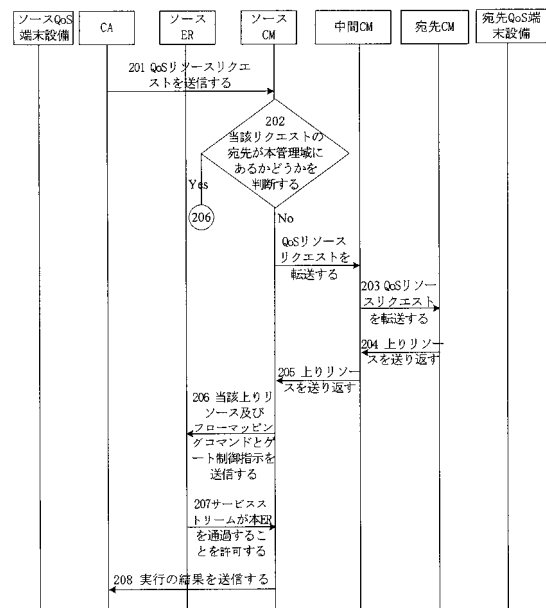 ソースQoS
端末設備
CA
ソース
ER
ソース
CM
中間CM
宛先CM
宛先QoS端
末設備
201 QoSリソースリクエ
ストを送信する
202
当該リクエストの
宛先が本管理域に
あるかどうかを
判断する
Yes
206
No
QoSリソース
リクエストを
転送する
203 QoSリソー
スリクエスト
を転送する
204 上りリソー
スを送り返す
205 上りリソー
スを送り返す
206 当該上りリ
ソース及び
フローマッピン
グコマンドとゲ
ート制御指示を
送信する
207サービスス
トリームが本ER
を通過するこ
とを許可する
208 実行の結果を送信する